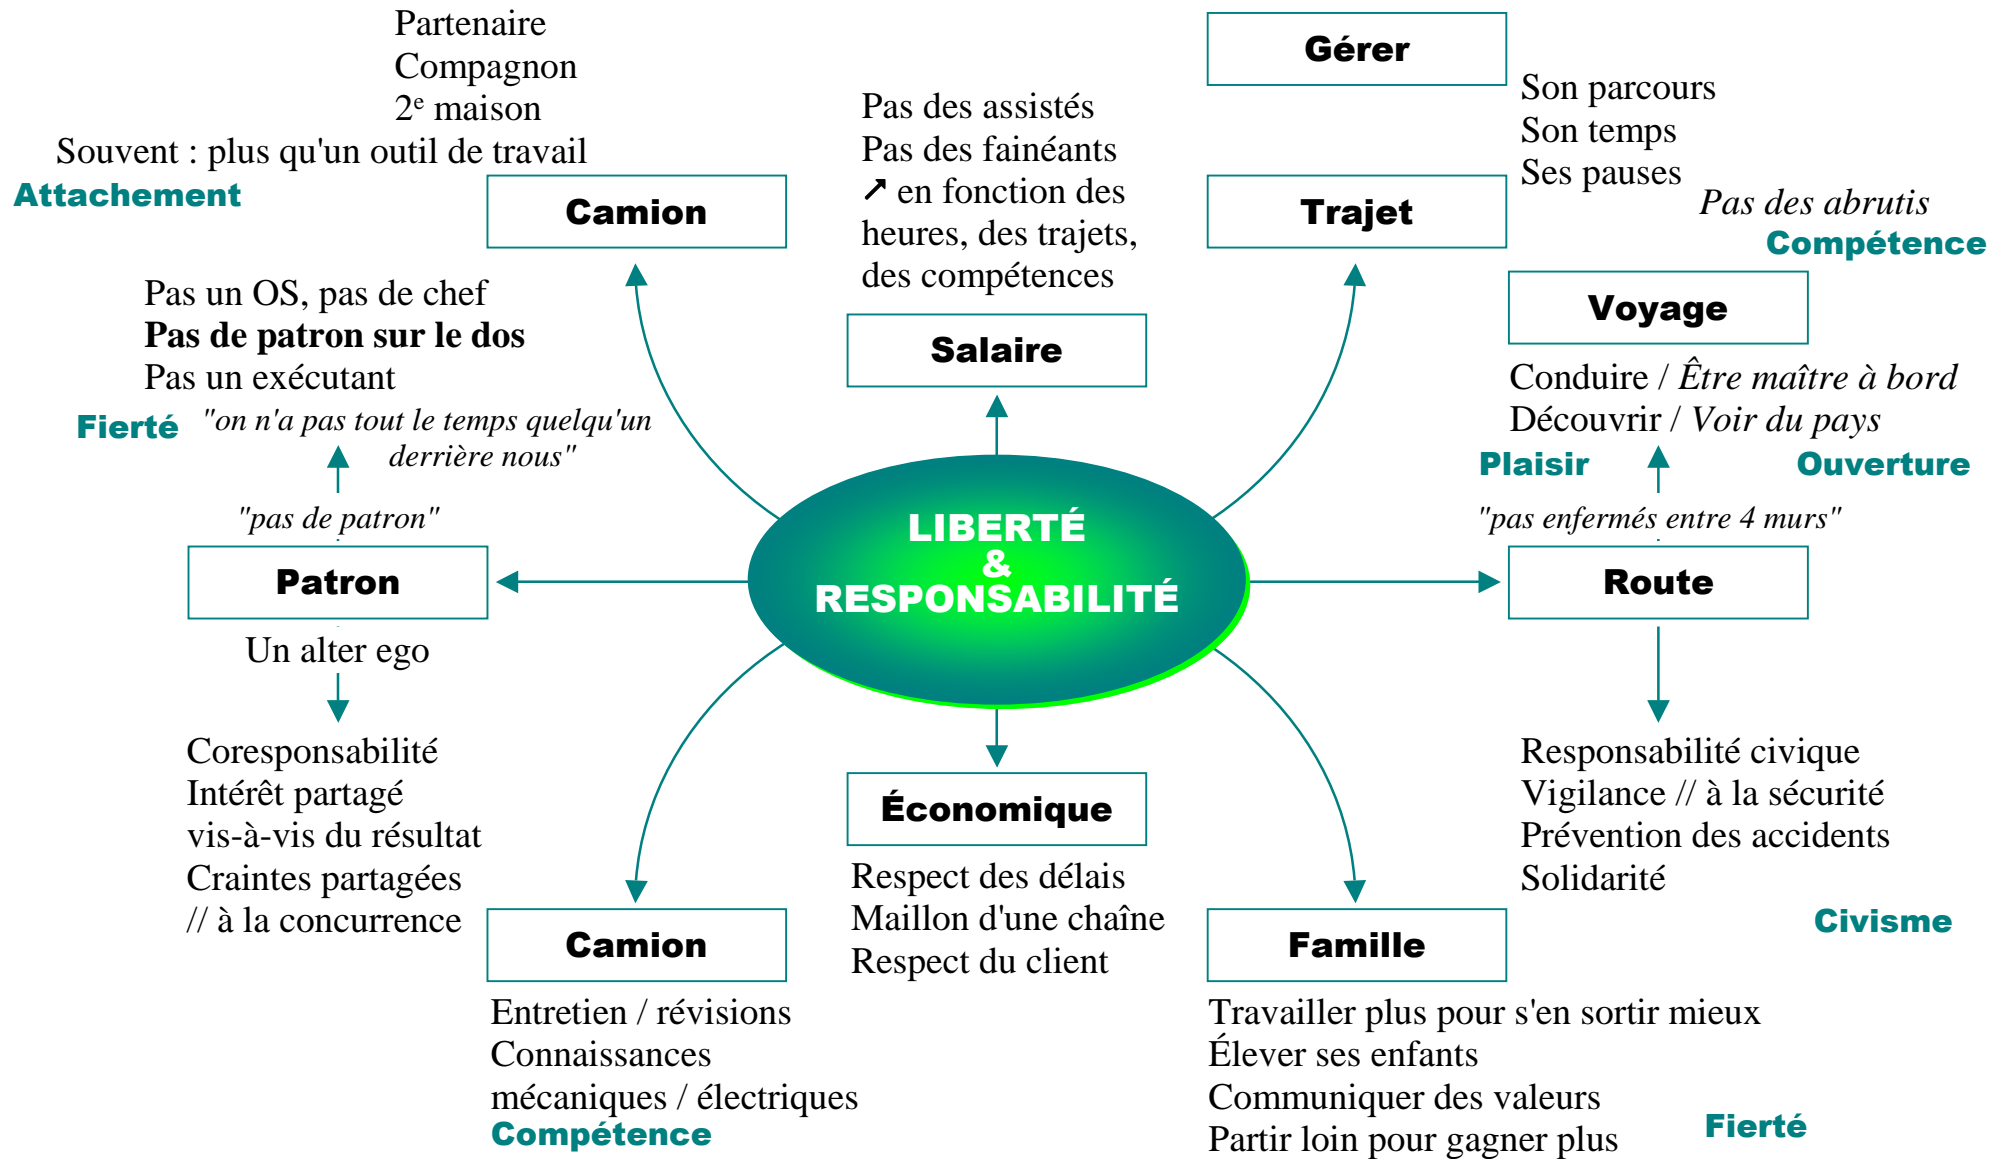 Partenaire
Compagnon
2e maison
Souvent : plus qu'un outil de travail
Attachement
Camion
Pas des assistés
Pas des fainéants
↗ en fonction des
heures, des trajets,
des compétences
Salaire
Gérer
Son parcours
Son temps
Ses pauses
Trajet
Pas des abrutis
Compétence
Voyage
Conduire / Être maître à bord
Découvrir / Voir du pays
Plaisir
Ouverture
"pas enfermés entre 4 murs"
Route
Pas un OS, pas de chef
Pas de patron sur le dos
Pas un exécutant
Fierté
"on n'a pas tout le temps quelqu'un
derrière nous"
"pas de patron"
Patron
Un alter ego
LIBERTÉ
&
RESPONSABILITÉ
Coresponsabilité
Intérêt partagé
vis-à-vis du résultat
Craintes partagées
// à la concurrence
Camion
Entretien / révisions
Connaissances
mécaniques / électriques
Compétence
Économique
Respect des délais
Maillon d'une chaîne
Respect du client
Famille
Travailler plus pour s'en sortir mieux
Élever ses enfants
Communiquer des valeurs
Partir loin pour gagner plus
Fierté
Responsabilité civique
Vigilance // à la sécurité
Prévention des accidents
Solidarité
Civisme